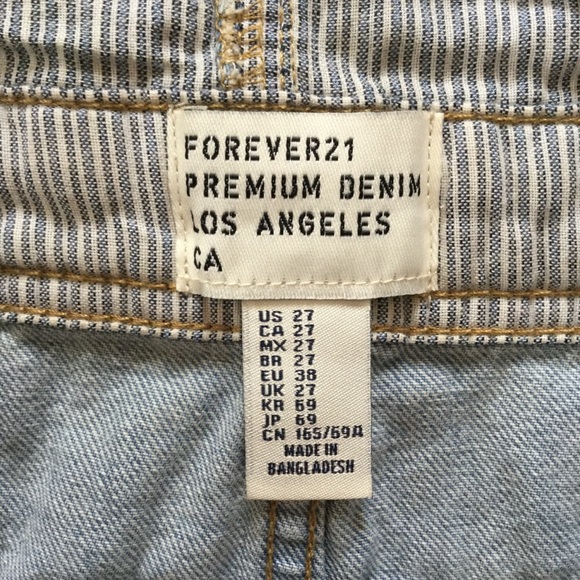 FOREVER21
PREMIUM DENIM
LOS ANGELES
CA
US 27
CA 27
MX 27
BR 27
EU 38
UK 27
KR 69
JP 69
CN 165/69A
MADE IN
BANGLADESH